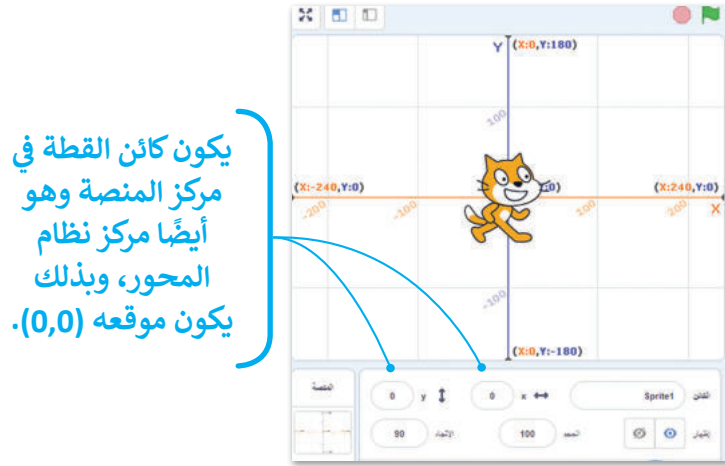 يكون كائن القطة في
مركز المنصة وهو
أيضًا مركز نظام
المحور، وبذلك
يكون موقعه (0,0).
Y (X:0,Y:180)
100
(X:-240,Y:0) :0) (X:240,Y:0)
-200 -100 100 200 X
-100
(X:0,Y:-180)
الكائن Sprite1 x 0 y 0 المنصة
إظهار الحجم 100 الاتجاه 90